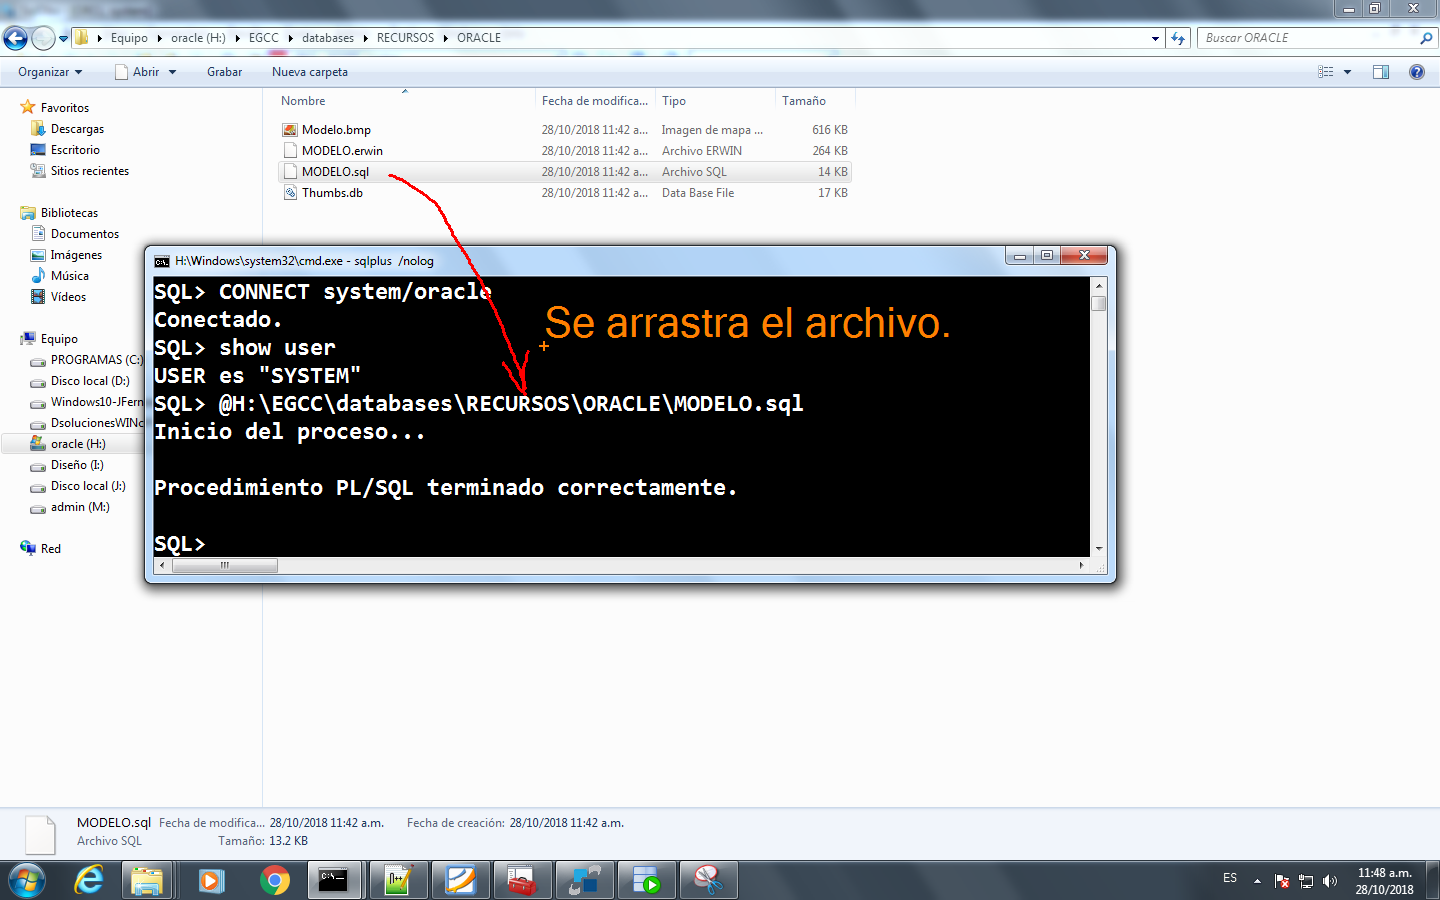 Equipo
oracle (H:)
EGCC
databases
RECURSOS
ORACLE
Buscar ORACLE
Organizar
Abrir
Grabar
Nueva carpeta
Favoritos
Descargas
Escritorio
Sitios recientes
Bibliotecas
Documentos
Imágenes
Música
Vídeos
Equipo
PROGRAMAS (C:)
Disco local (D:)
Windows10-JFern
DsolucionesWINd
oracle (H:)
Diseño (I:)
Disco local (J:)
admin (M:)
Red
Nombre Fecha de modifica... Tipo Tamaño
Modelo.bmp 28/10/2018 11:42 a... Imagen de mapa ... 616 KB
MODELO.erwin 28/10/2018 11:42 a... Archivo ERWIN 264 KB
MODELO.sql 28/10/2018 11:42 a... Archivo SQL 14 KB
Thumbs.db 28/10/2018 11:42 a... Data Base File 17 KB
H:\Windows\system32\cmd.exe - sqlplus /nolog
SQL> CONNECT system/oracle
Conectado.
SQL> show user
USER es "SYSTEM"
SQL> @H:\EGCC\databases\RECURSOS\ORACLE\MODELO.sql
Inicio del proceso...
Procedimiento PL/SQL terminado correctamente.
SQL>
Se arrastra el archivo.
MODELO.sql Fecha de modifica... 28/10/2018 11:42 a.m. Fecha de creación: 28/10/2018 11:42 a.m.
Archivo SQL Tamaño: 13.2 KB
ES
11:48 a.m.
28/10/2018